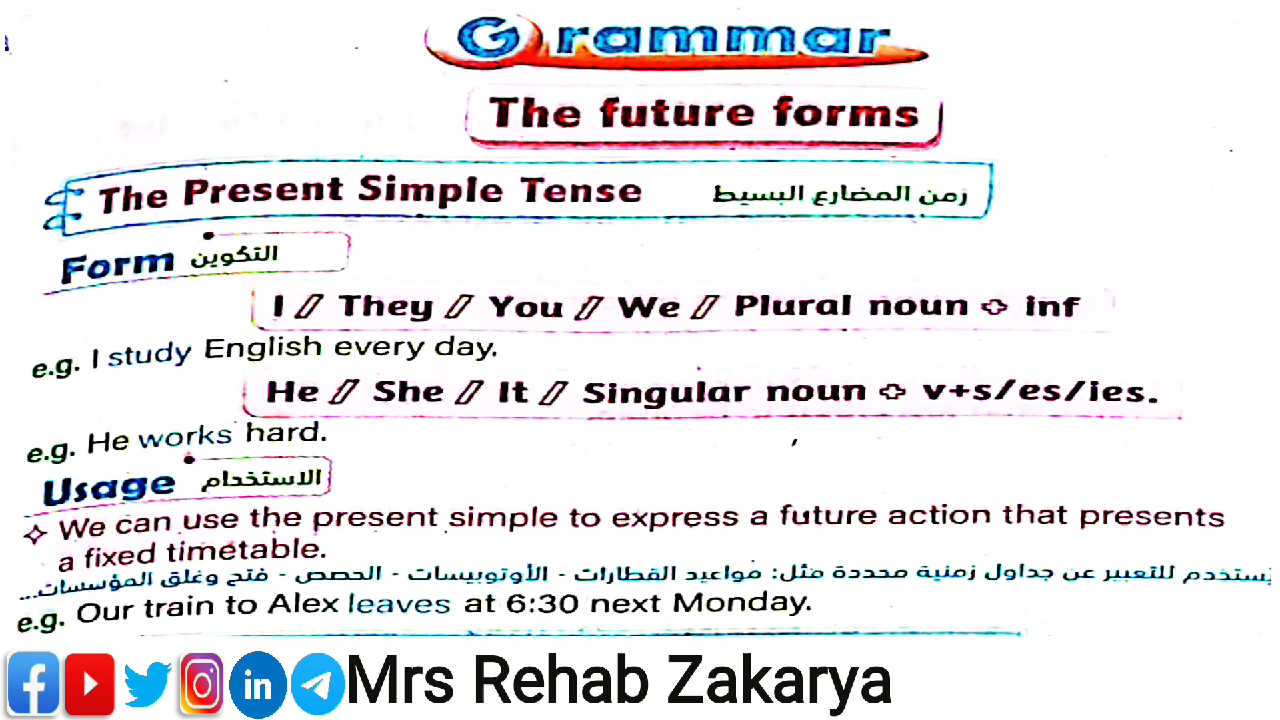 Grammar
The future forms
The Present Simple Tense زمن المضارع البسيط
Form التكوين
I // They // You // We // Plural noun + inf
e.g. I study English every day.
He // She // It // Singular noun + v+s/es/ies.
e.g. He works hard.
Usage الاستخدام
✧ We can use the present simple to express a future action that presents
a fixed timetable.
يُستخدم للتعبير عن جداول زمنية محددة مثل: مواعيد القطارات - الأوتوبيسات - الحصص - فتح وغلق المؤسسات...
e.g. Our train to Alex leaves at 6:30 next Monday.
Mrs Rehab Zakarya